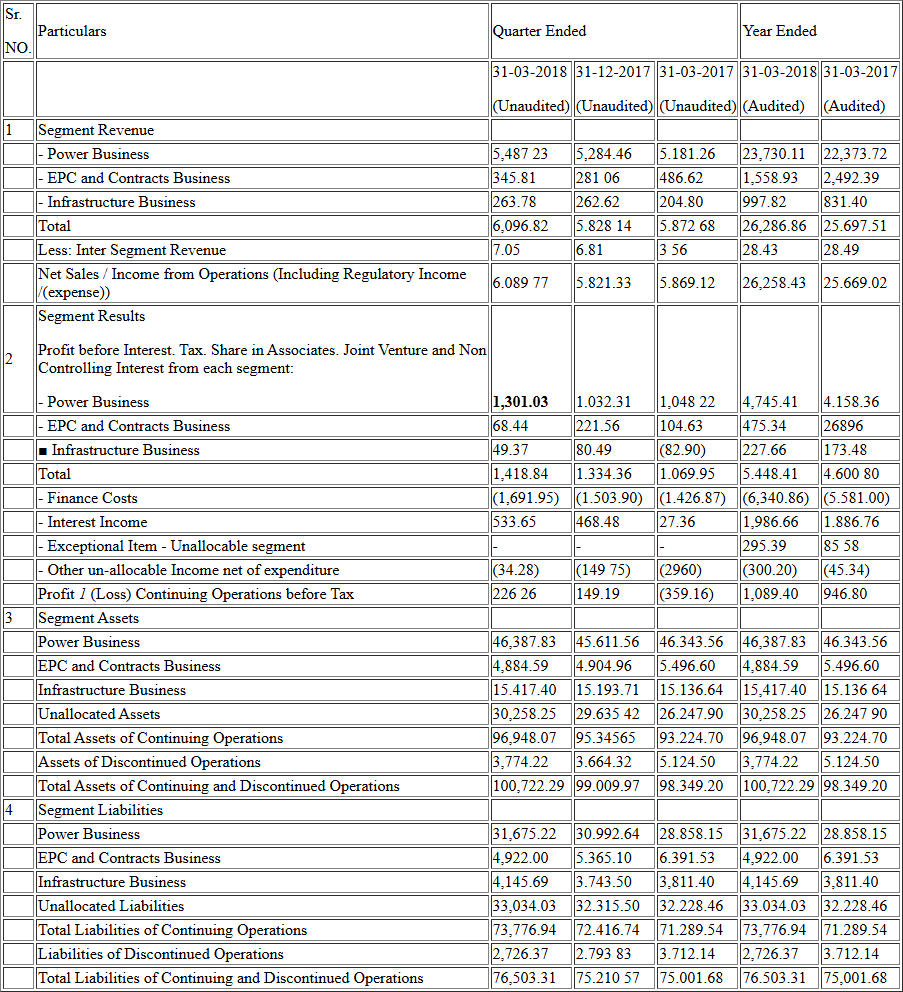 Sr.
NO. Particulars Quarter Ended Year Ended
31-03-2018 31-12-2017 31-03-2017 31-03-2018 31-03-2017
(Unaudited) (Unaudited) (Unaudited) (Audited) (Audited)
1 Segment Revenue
- Power Business 5,487 23 5,284.46 5.181.26 23,730.11 22,373.72
- EPC and Contracts Business 345.81 281 06 486.62 1,558.93 2,492.39
- Infrastructure Business 263.78 262.62 204.80 997.82 831.40
Total 6,096.82 5.828 14 5.872 68 26,286.86 25.697.51
Less: Inter Segment Revenue 7.05 6.81 3 56 28.43 28.49
Net Sales / Income from Operations (Including Regulatory Income
/(expense)) 6.089 77 5.821.33 5.869.12 26,258.43 25.669.02
2 Segment Results
Profit before Interest. Tax. Share in Associates. Joint Venture and Non
Controlling Interest from each segment:
- Power Business 1,301.03 1.032.31 1,048 22 4,745.41 4.158.36
- EPC and Contracts Business 68.44 221.56 104.63 475.34 26896
■ Infrastructure Business 49.37 80.49 (82.90) 227.66 173.48
Total 1,418.84 1.334.36 1.069.95 5.448.41 4.600 80
- Finance Costs (1,691.95) (1.503.90) (1.426.87) (6,340.86) (5.581.00)
- Interest Income 533.65 468.48 27.36 1,986.66 1.886.76
- Exceptional Item - Unallocable segment - - - 295.39 85 58
- Other un-allocable Income net of expenditure (34.28) (149 75) (2960) (300.20) (45.34)
Profit 1 (Loss) Continuing Operations before Tax 226 26 149.19 (359.16) 1,089.40 946.80
3 Segment Assets
Power Business 46,387.83 45.611.56 46.343.56 46,387.83 46.343.56
EPC and Contracts Business 4,884.59 4.904.96 5.496.60 4,884.59 5.496.60
Infrastructure Business 15.417.40 15.193.71 15.136.64 15,417.40 15.136 64
Unallocated Assets 30,258.25 29.635 42 26.247.90 30,258.25 26.247 90
Total Assets of Continuing Operations 96,948.07 95.34565 93.224.70 96,948.07 93.224.70
Assets of Discontinued Operations 3,774.22 3.664.32 5.124.50 3,774.22 5.124.50
Total Assets of Continuing and Discontinued Operations 100,722.29 99.009.97 98.349.20 100,722.29 98.349.20
4 Segment Liabilities
Power Business 31,675.22 30.992.64 28.858.15 31,675.22 28.858.15
EPC and Contracts Business 4,922.00 5.365.10 6.391.53 4,922.00 6.391.53
Infrastructure Business 4,145.69 3.743.50 3,811.40 4,145.69 3,811.40
Unallocated Liabilities 33,034.03 32.315.50 32.228.46 33.034.03 32.228.46
Total Liabilities of Continuing Operations 73,776.94 72.416.74 71.289.54 73,776.94 71.289.54
Liabilities of Discontinued Operations 2,726.37 2.793 83 3.712.14 2,726.37 3.712.14
Total Liabilities of Continuing and Discontinued Operations 76,503.31 75.210 57 75.001.68 76.503.31 75,001.68